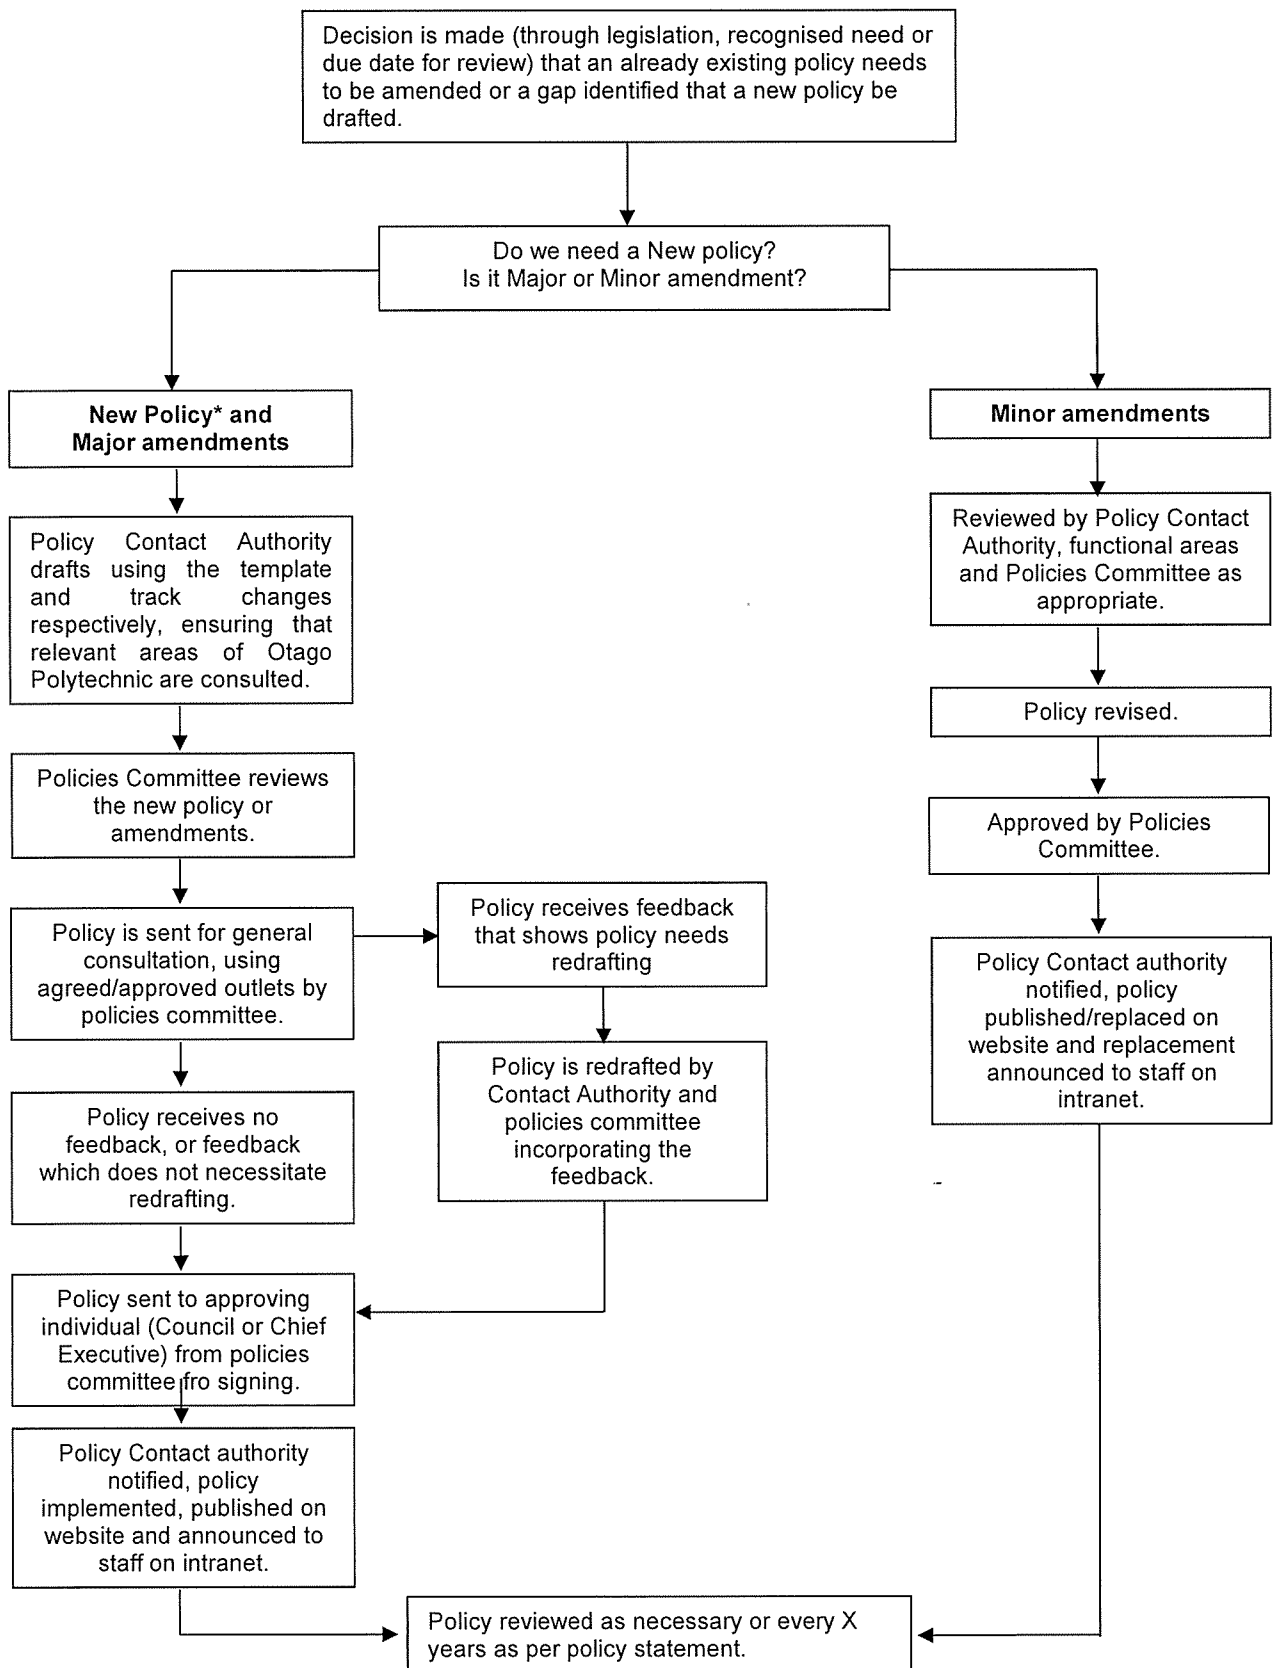 Decision is made (through legislation, recognised need or
due date for review) that an already existing policy needs
to be amended or a gap identified that a new policy be
drafted.
Do we need a New policy?
Is it Major or Minor amendment?
New Policy* and
Major amendments
Policy Contact Authority
drafts using the template
and track changes
respectively, ensuring that
relevant areas of Otago
Polytechnic are consulted.
Policies Committee reviews
the new policy or
amendments.
Policy is sent for general
consultation, using
agreed/approved outlets by
policies committee.
Policy receives no
feedback, or feedback
which does not necessitate
redrafting.
Policy receives feedback
that shows policy needs
redrafting
Policy is redrafted by
Contact Authority and
policies committee
incorporating the
feedback.
Policy sent to approving
individual (Council or Chief
Executive) from policies
committee fro signing.
Policy Contact authority
notified, policy
implemented, published on
website and announced to
staff on intranet.
Minor amendments
Reviewed by Policy Contact
Authority, functional areas
and Policies Committee as
appropriate.
Policy revised.
Approved by Policies
Committee.
Policy Contact authority
notified, policy
published/replaced on
website and replacement
announced to staff on
intranet.
Policy reviewed as necessary or every X
years as per policy statement.